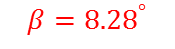 β = 8.28°